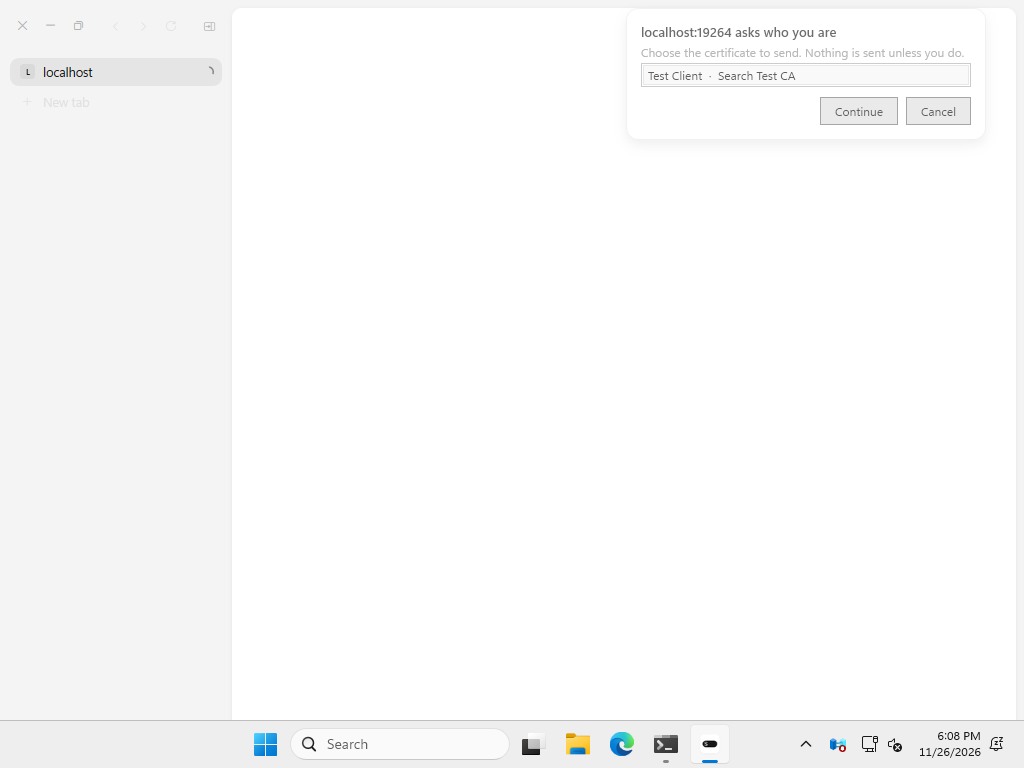 localhost:19264 asks who you are
Choose the certificate to send. Nothing is sent unless you do.
Test Client · Search Test CA
Continue Cancel
L localhost
+ New tab
Search
6:08 PM
11/26/2026